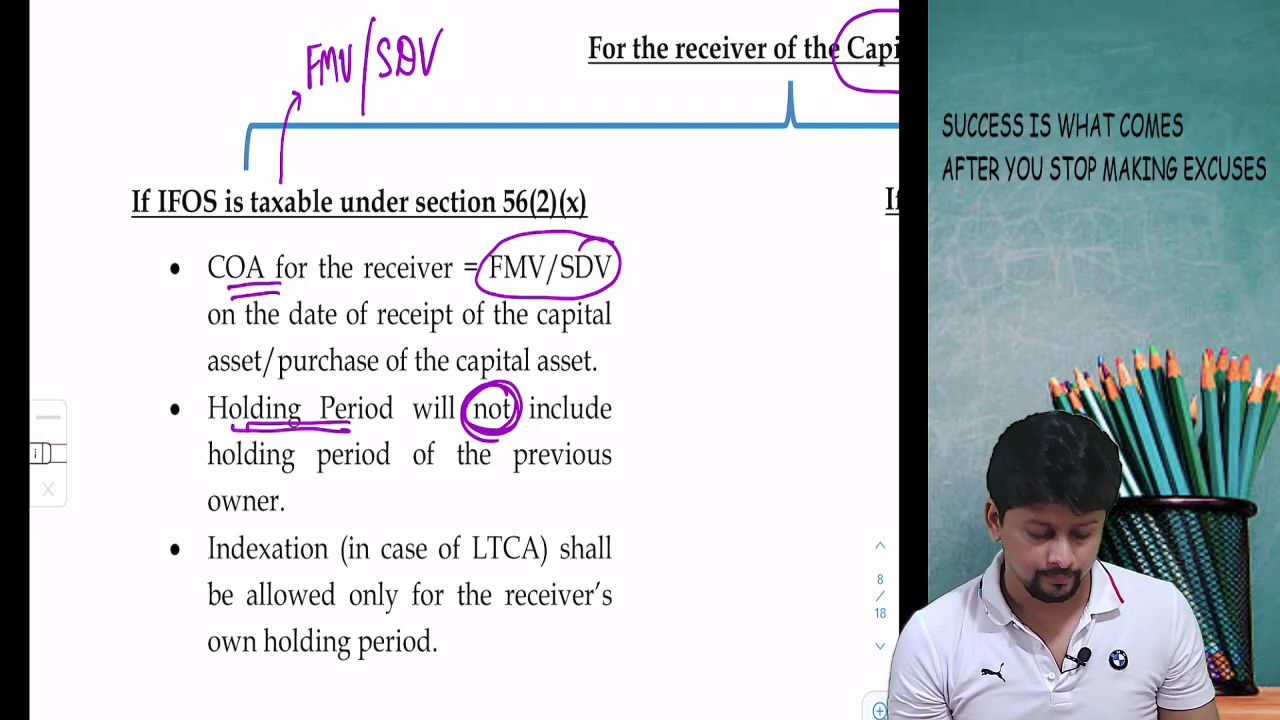 FMV/SDV
For the receiver of the Capi
SUCCESS IS WHAT COMES
AFTER YOU STOP MAKING EXCUSES
If IFOS is taxable under section 56(2)(x)
If
• COA for the receiver = FMV/SDV
on the date of receipt of the capital
asset/purchase of the capital asset.
• Holding Period will not include
holding period of the previous
owner.
• Indexation (in case of LTCA) shall
be allowed only for the receiver's
own holding period.
8
/
18